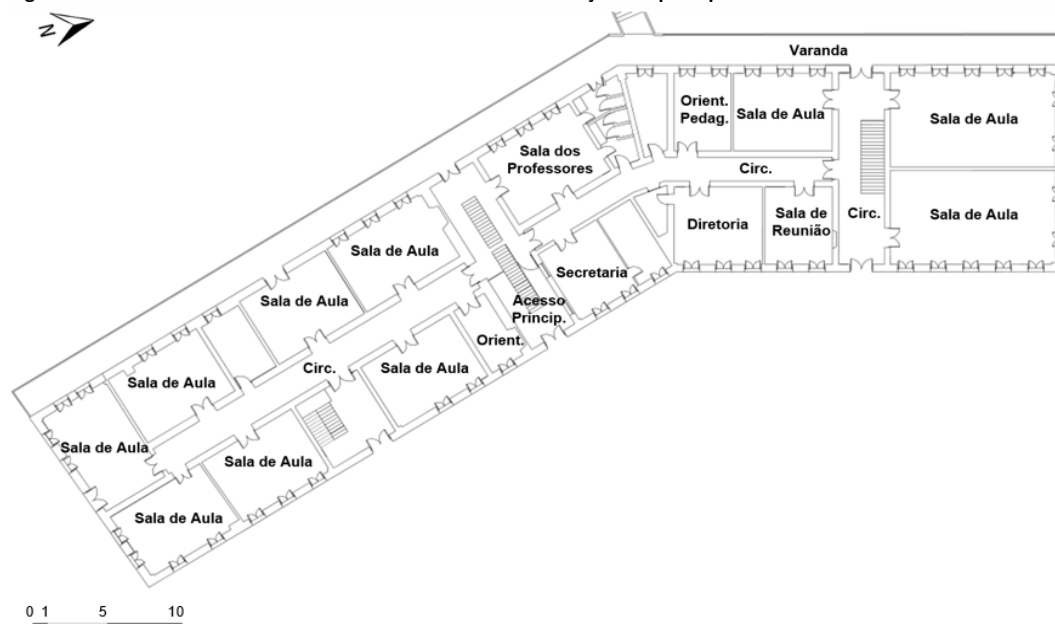 N
Varanda
Orient.
Pedag.
Sala de Aula
Sala de Aula
Sala dos
Professores
Circ.
Sala de Aula
Diretoria
Sala de
Reunião
Circ.
Sala de Aula
Secretaria
Sala de Aula
Acesso
Princip.
Orient.
Circ.
Sala de Aula
Sala de Aula
Sala de Aula
Sala de Aula
Sala de Aula
0 1 5 10